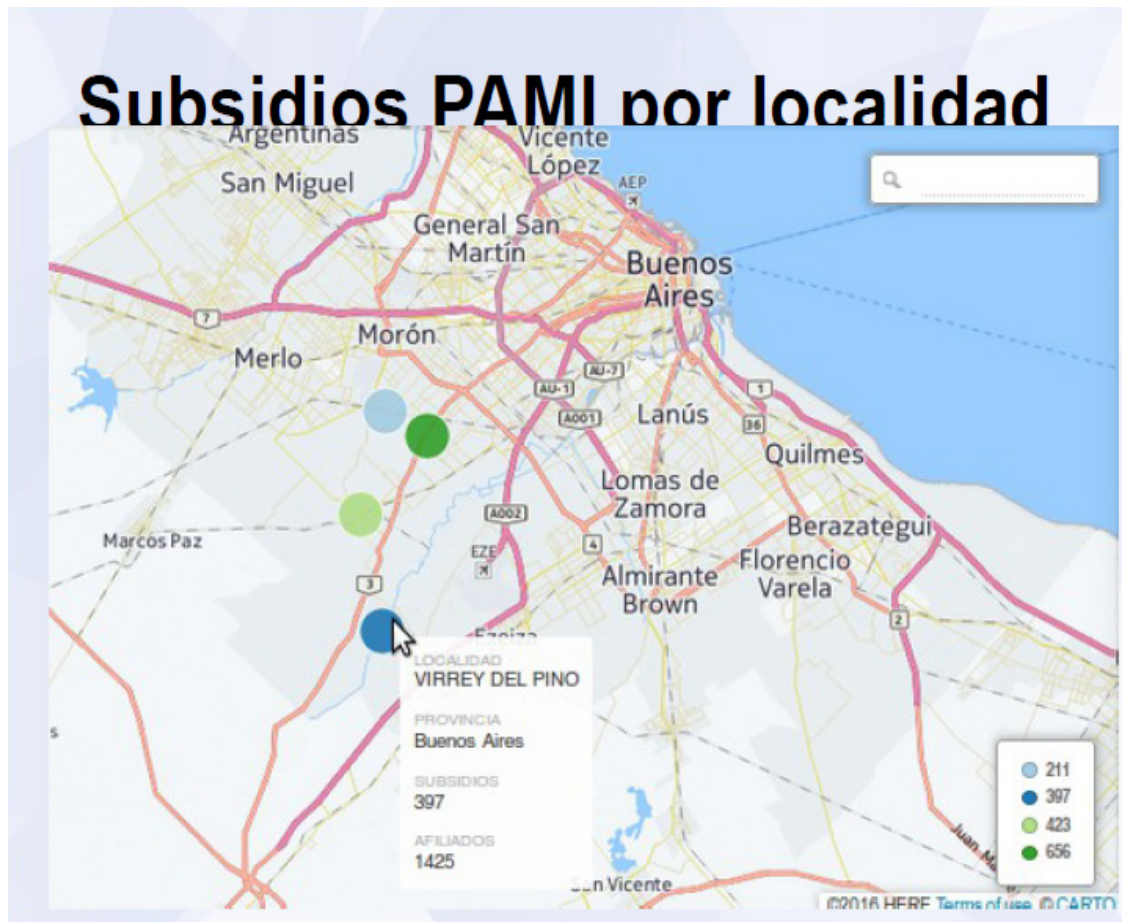 Subsidios PAMI por localidad
Argentinas
Vicente
López
San Miguel
AEP
General San
Martín
Buenos
Aires
7
Morón
Merlo
AU-7
AU-1
1
A001
Lanús
36
Quilmes
Lomas de
Zamora
A002
Berazategui
Marcos Paz
4
EZE
Florencio
Varela
Almirante
Brown
3
2
Ezeiza
LOCALIDAD
VIRREY DEL PINO
PROVINCIA
Buenos Aires
SUBSIDIOS
397
AFILIADOS
1425
211
397
423
656
Juan
San Vicente
©2016 HERE Terms of use, © CARTO